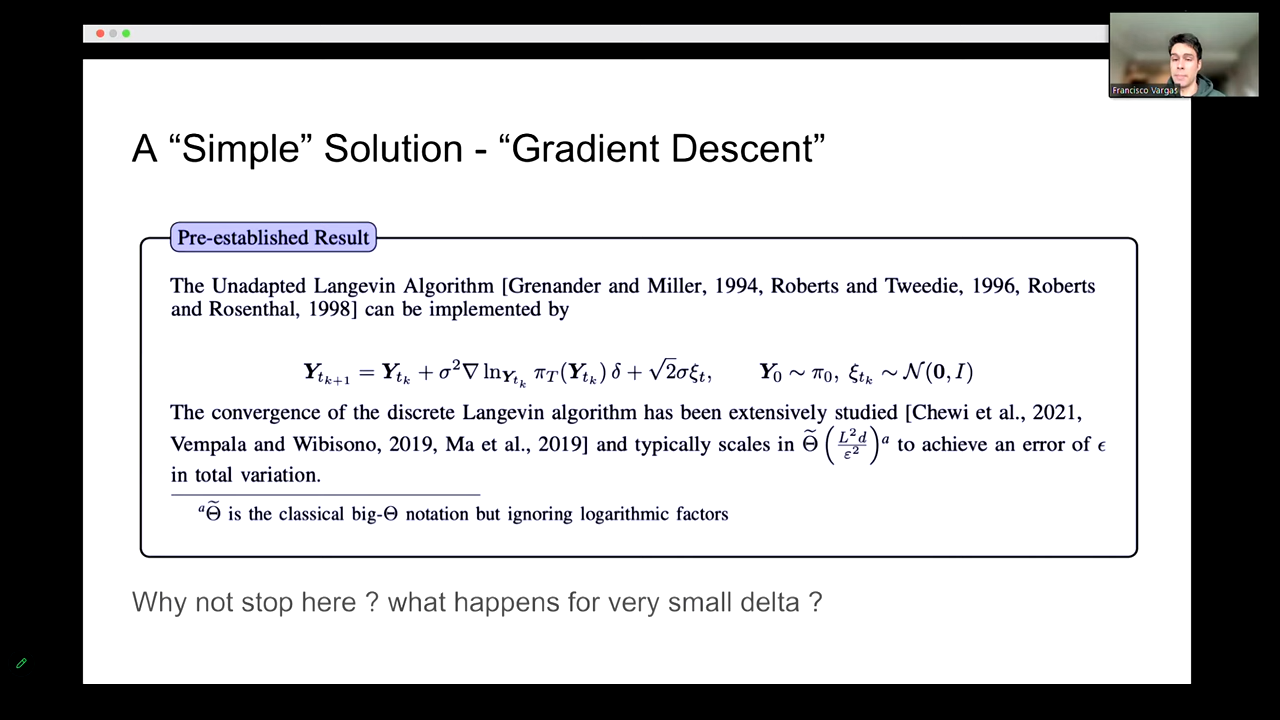 Francisco Vargas
A “Simple” Solution - “Gradient Descent”
Pre-established Result
The Unadapted Langevin Algorithm [Grenander and Miller, 1994, Roberts and Tweedie, 1996, Roberts
and Rosenthal, 1998] can be implemented by
𝒀_{t_{k+1}} = 𝒀_{t_k} + σ²∇ ln_{𝒀_{t_k}} π_T(𝒀_{t_k}) δ + √2σξ_t, 𝒀_0 ∼ π_0, ξ_{t_k} ∼ 𝒩(𝟎, I)
The convergence of the discrete Langevin algorithm has been extensively studied [Chewi et al., 2021,
Vempala and Wibisono, 2019, Ma et al., 2019] and typically scales in Θ̃ (L²d/ε²)ᵃ to achieve an error of ϵ
in total variation.
ᵃΘ̃ is the classical big-Θ notation but ignoring logarithmic factors
Why not stop here ? what happens for very small delta ?